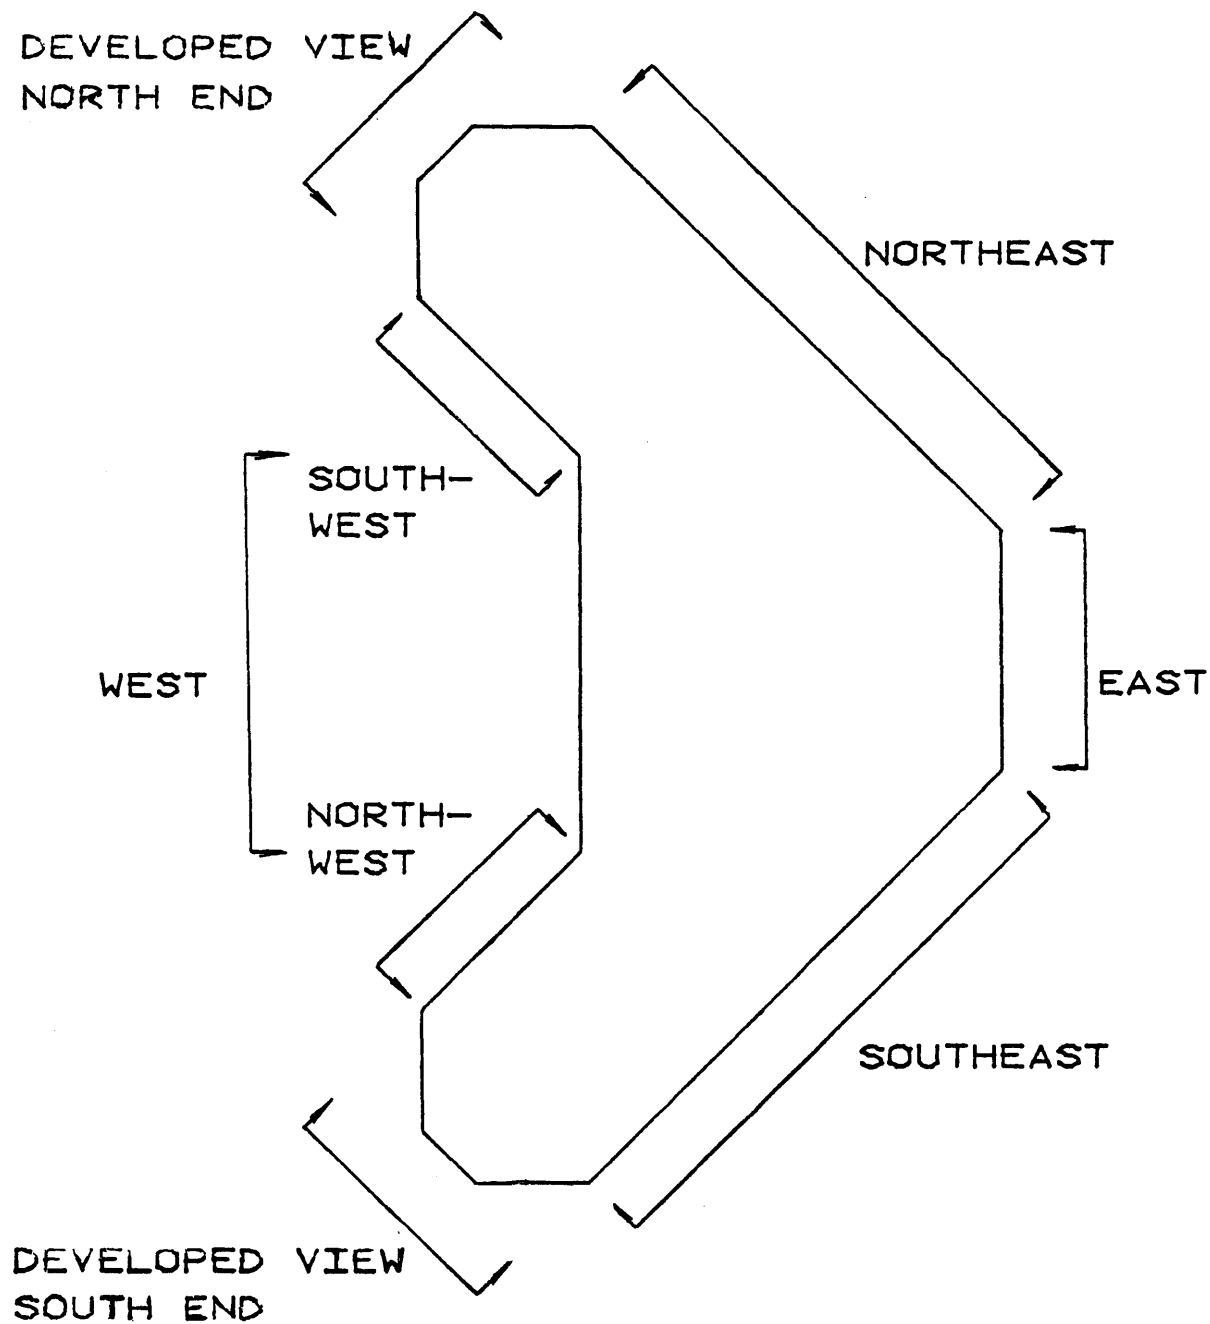 DEVELOPED VIEW
NORTH END
NORTHEAST
SOUTH-
WEST
WEST
EAST
NORTH-
WEST
SOUTHEAST
DEVELOPED VIEW
SOUTH END